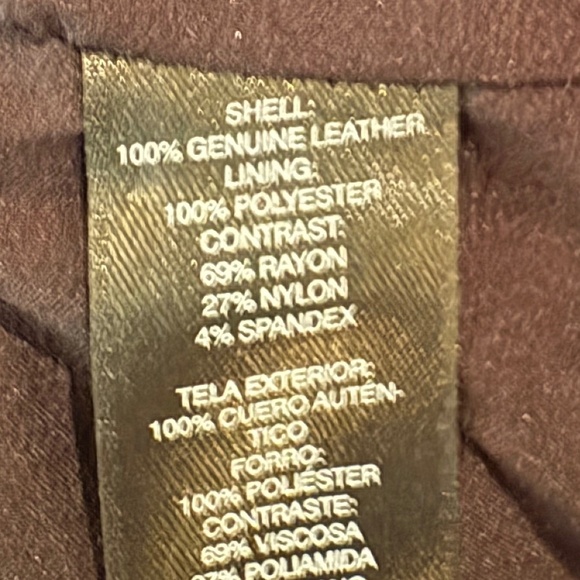 SHELL:
100% GENUINE LEATHER
LINING:
100% POLYESTER
CONTRAST:
69% RAYON
27% NYLON
4% SPANDEX
TELA EXTERIOR:
100% CUERO AUTÉN-
TICO
FORRO:
100% POLIÉSTER
CONTRASTE:
69% VISCOSA
27% POLIAMIDA